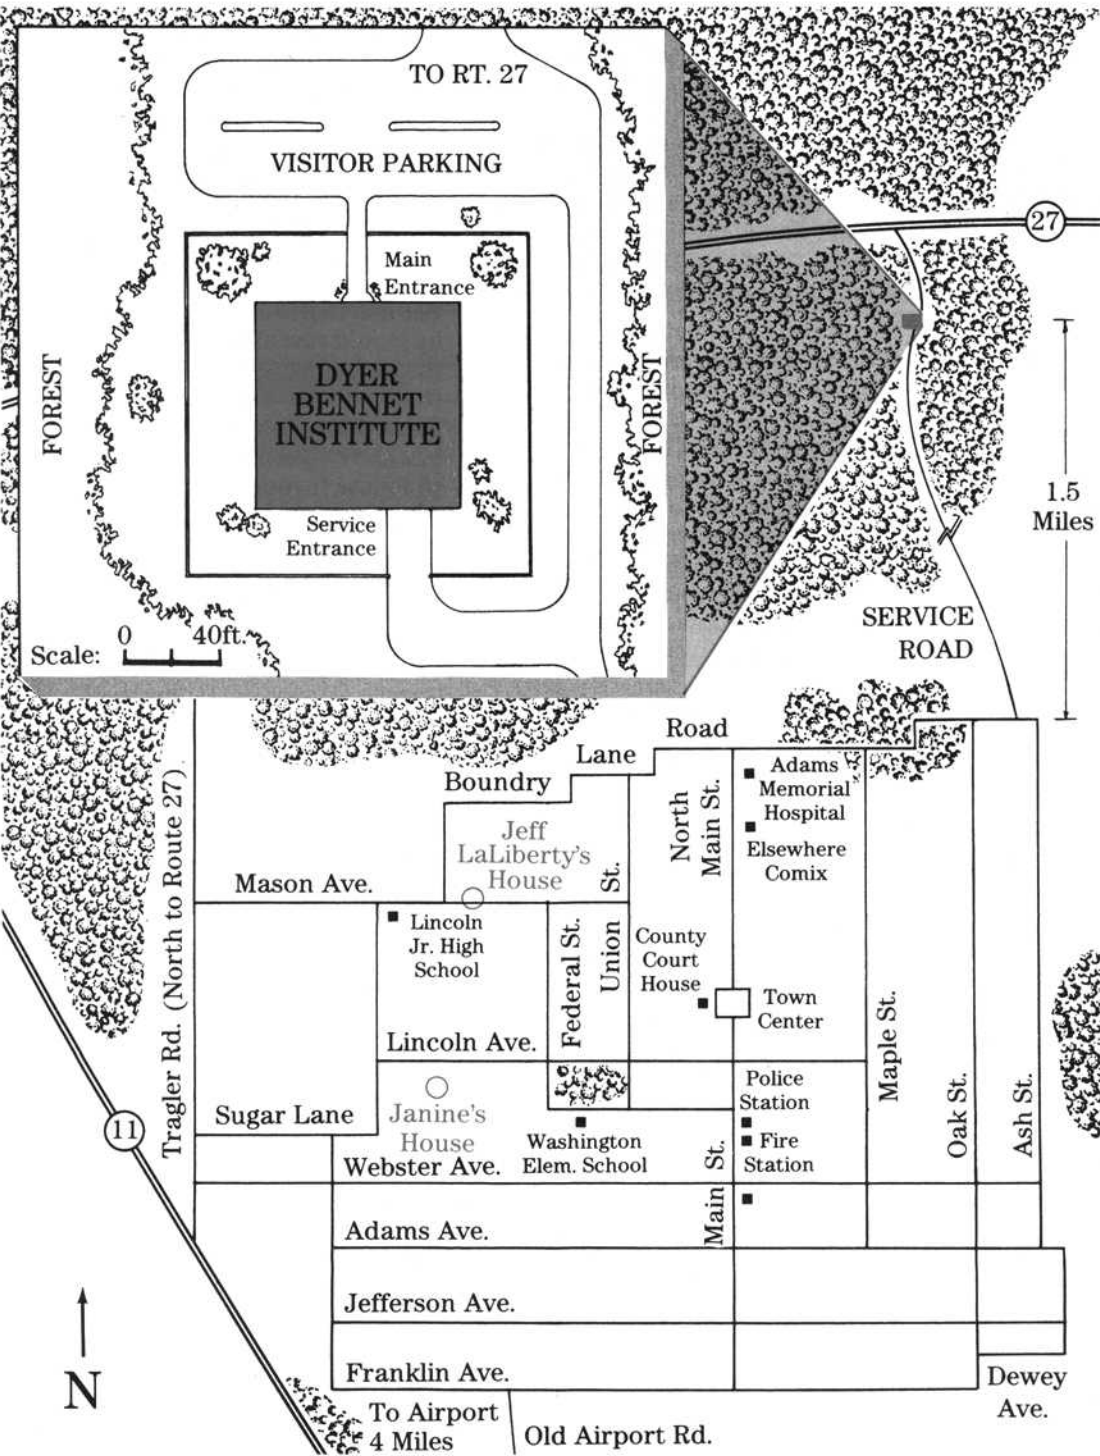 TO RT. 27
VISITOR PARKING
Main
Entrance
DYER
BENNET
INSTITUTE
Service
Entrance
FOREST
FOREST
0 40ft.
Scale:
27
1.5
Miles
SERVICE
ROAD
Boundry Lane Road
North
Main St.
Adams
Memorial
Hospital
Elsewhere
Comix
Jeff
LaLiberty's
House
Mason Ave.
Lincoln
Jr. High
School
Federal St.
Union St.
County
Court
House
Town
Center
Tragler Rd. (North to Route 27)
Lincoln Ave.
Maple St.
Oak St.
Ash St.
11
Sugar Lane
Janine's
House
Washington
Elem. School
Police
Station
Fire
Station
Webster Ave.
Main St.
Adams Ave.
Jefferson Ave.
Franklin Ave.
Dewey
Ave.
N
To Airport
4 Miles
Old Airport Rd.